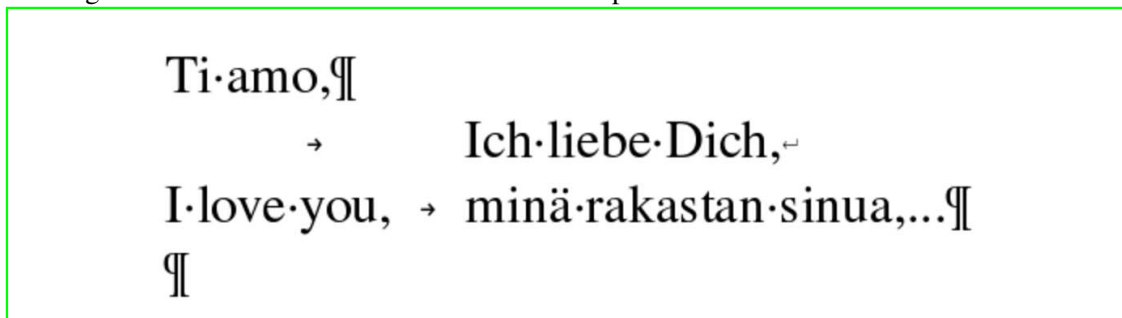 Ti·amo,¶
→ Ich·liebe·Dich,↵
I·love·you, → minä·rakastan·sinua,...¶
¶